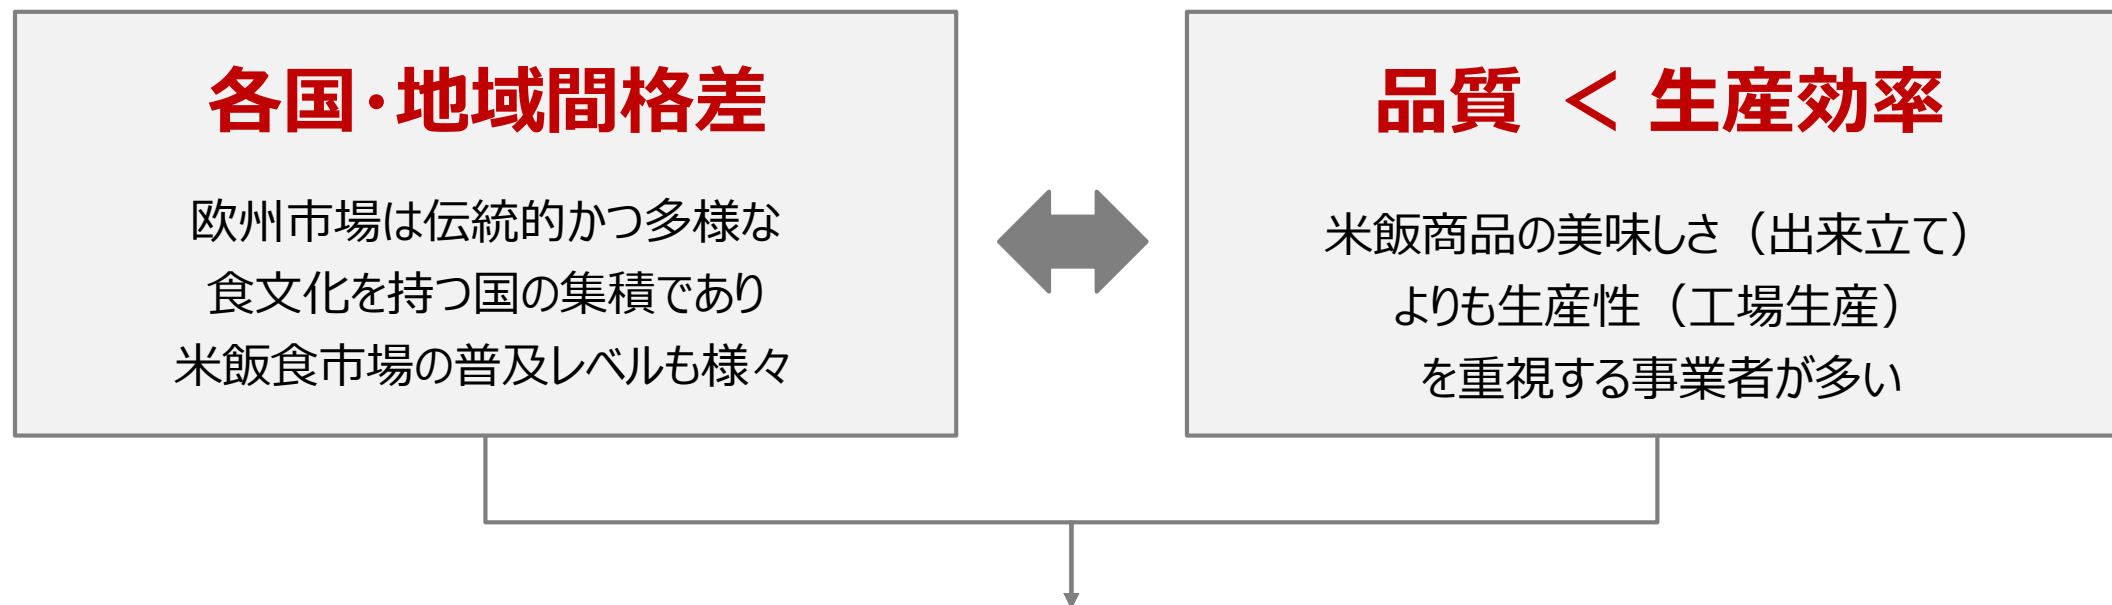 各国・地域間格差
欧州市場は伝統的かつ多様な
食文化を持つ国の集積であり
米飯食市場の普及レベルも様々
品質 ＜ 生産効率
米飯商品の美味しさ（出来立て）
よりも生産性（工場生産）
を重視する事業者が多い